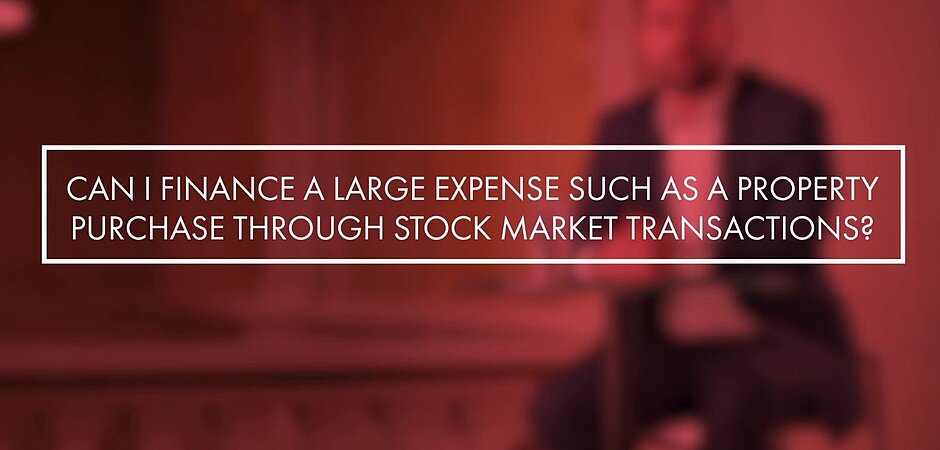 CAN I FINANCE A LARGE EXPENSE SUCH AS A PROPERTY
PURCHASE THROUGH STOCK MARKET TRANSACTIONS?